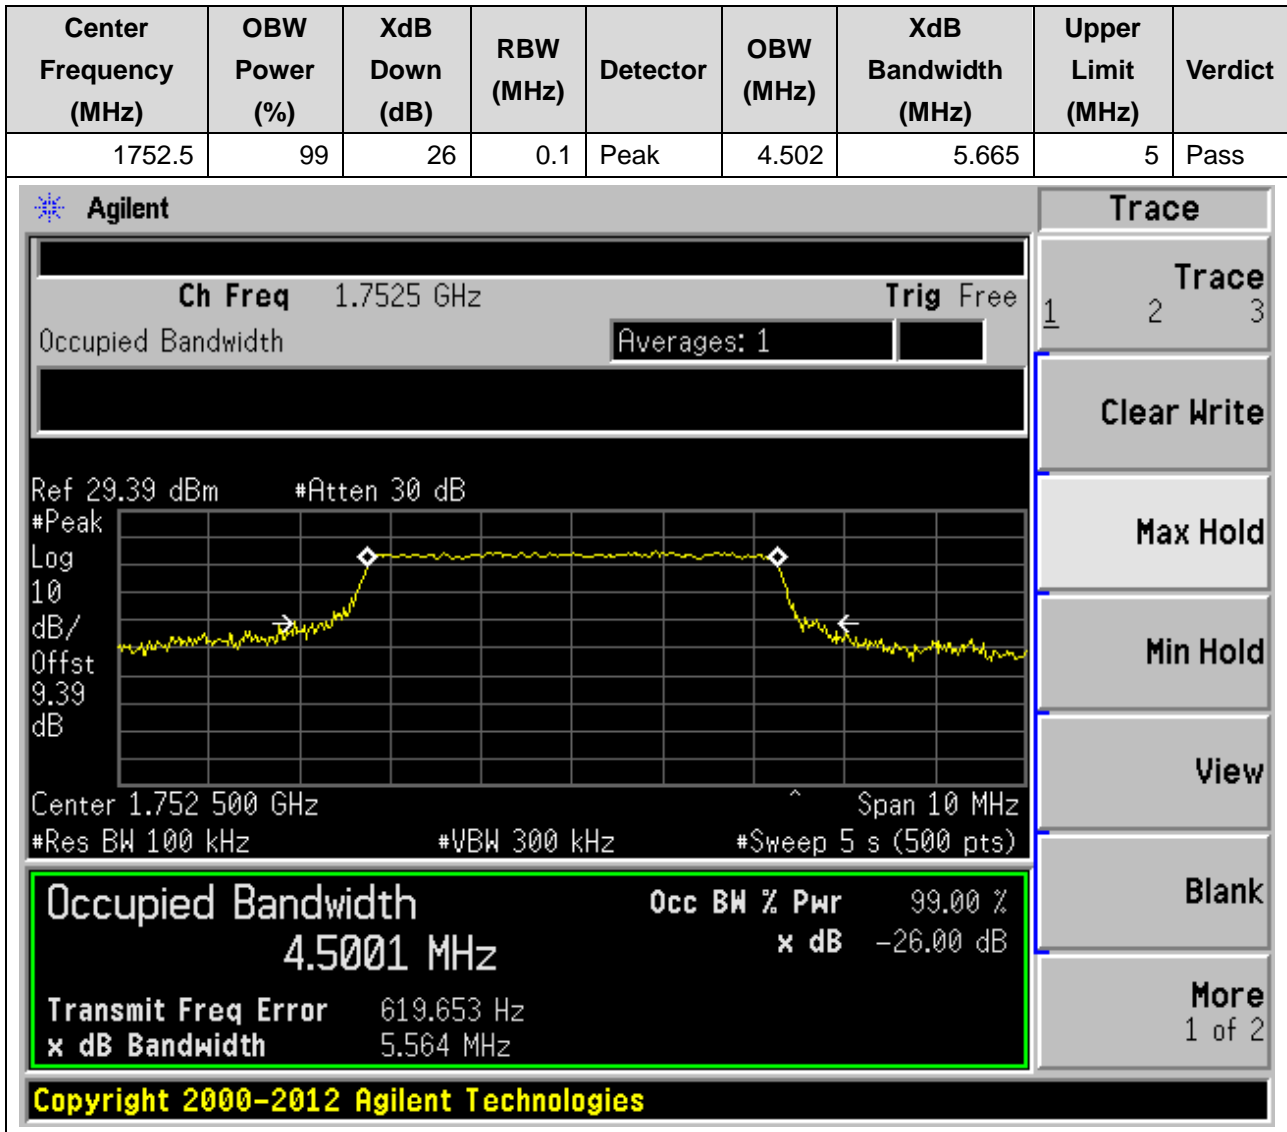 Center Frequency (MHz) OBW Power (%) XdB Down (dB) RBW (MHz) Detector OBW (MHz) XdB Bandwidth (MHz) Upper Limit (MHz) Verdict
1752.5 99 26 0.1 Peak 4.502 5.665 5 Pass
Agilent
Trace
Ch Freq 1.7525 GHz Trig Free
Occupied Bandwidth Averages: 1
Trace
1 2 3
Clear Write
Max Hold
Min Hold
View
Blank
More
1 of 2
Ref 29.39 dBm #Atten 30 dB
#Peak
Log
10
dB/
Offst
9.39
dB
Center 1.752 500 GHz ^ Span 10 MHz
#Res BW 100 kHz #VBW 300 kHz #Sweep 5 s (500 pts)
Occupied Bandwidth Occ BW % Pwr 99.00 %
4.5001 MHz x dB -26.00 dB
Transmit Freq Error 619.653 Hz
x dB Bandwidth 5.564 MHz
Copyright 2000-2012 Agilent Technologies